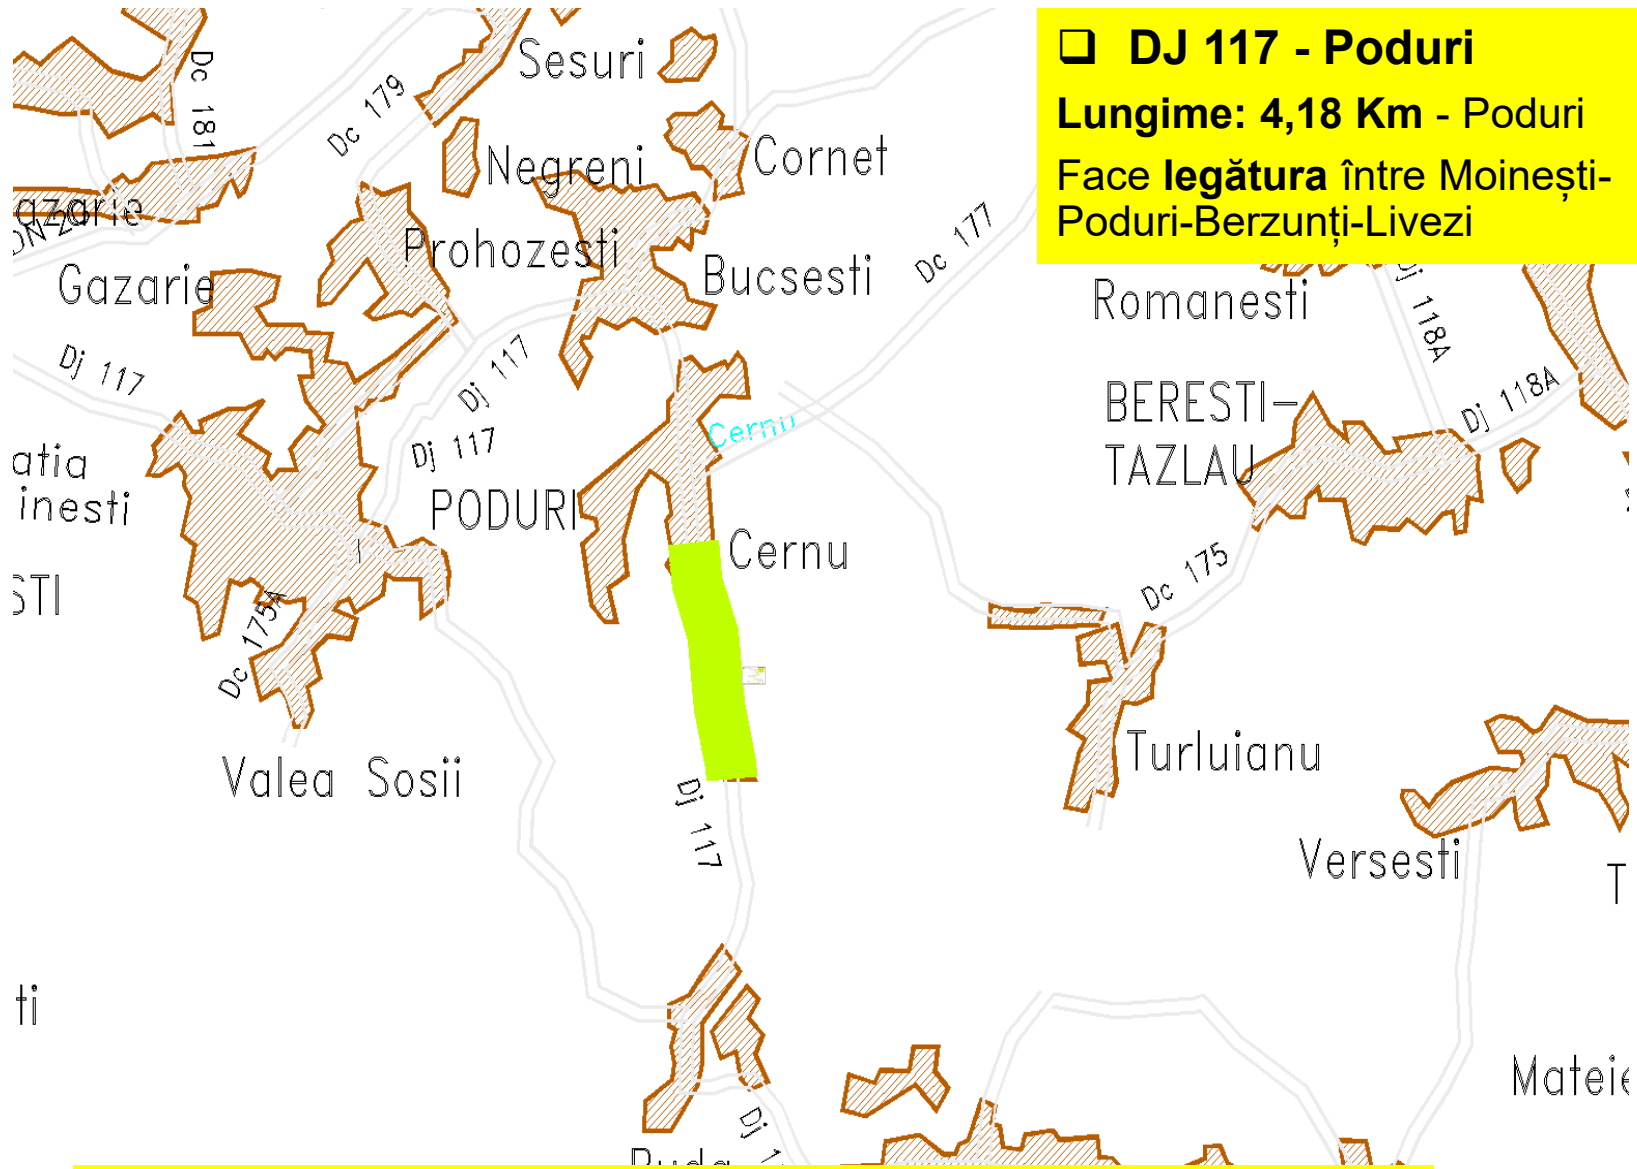 ❑ DJ 117 - Poduri
Lungime: 4,18 Km - Poduri
Face legătura între Moinești-
Poduri-Berzunți-Livezi
Sesuri
Dc 181
Dc 179
Negreni
Cornet
azarie
Prohozesti
Bucsesti
Dc 177
Gazarie
Romanesti
Dj 118A
Dj 117
Dj 117
Dj 118A
BERESTI-
TAZLAU
Cernu
Dj 117
atia
inesti
PODURI
Cernu
Dc 175
STI
Dc 175A
Valea Sosii
Turluianu
Dj 117
Versesti
T
ti
Mateie
Dj 1